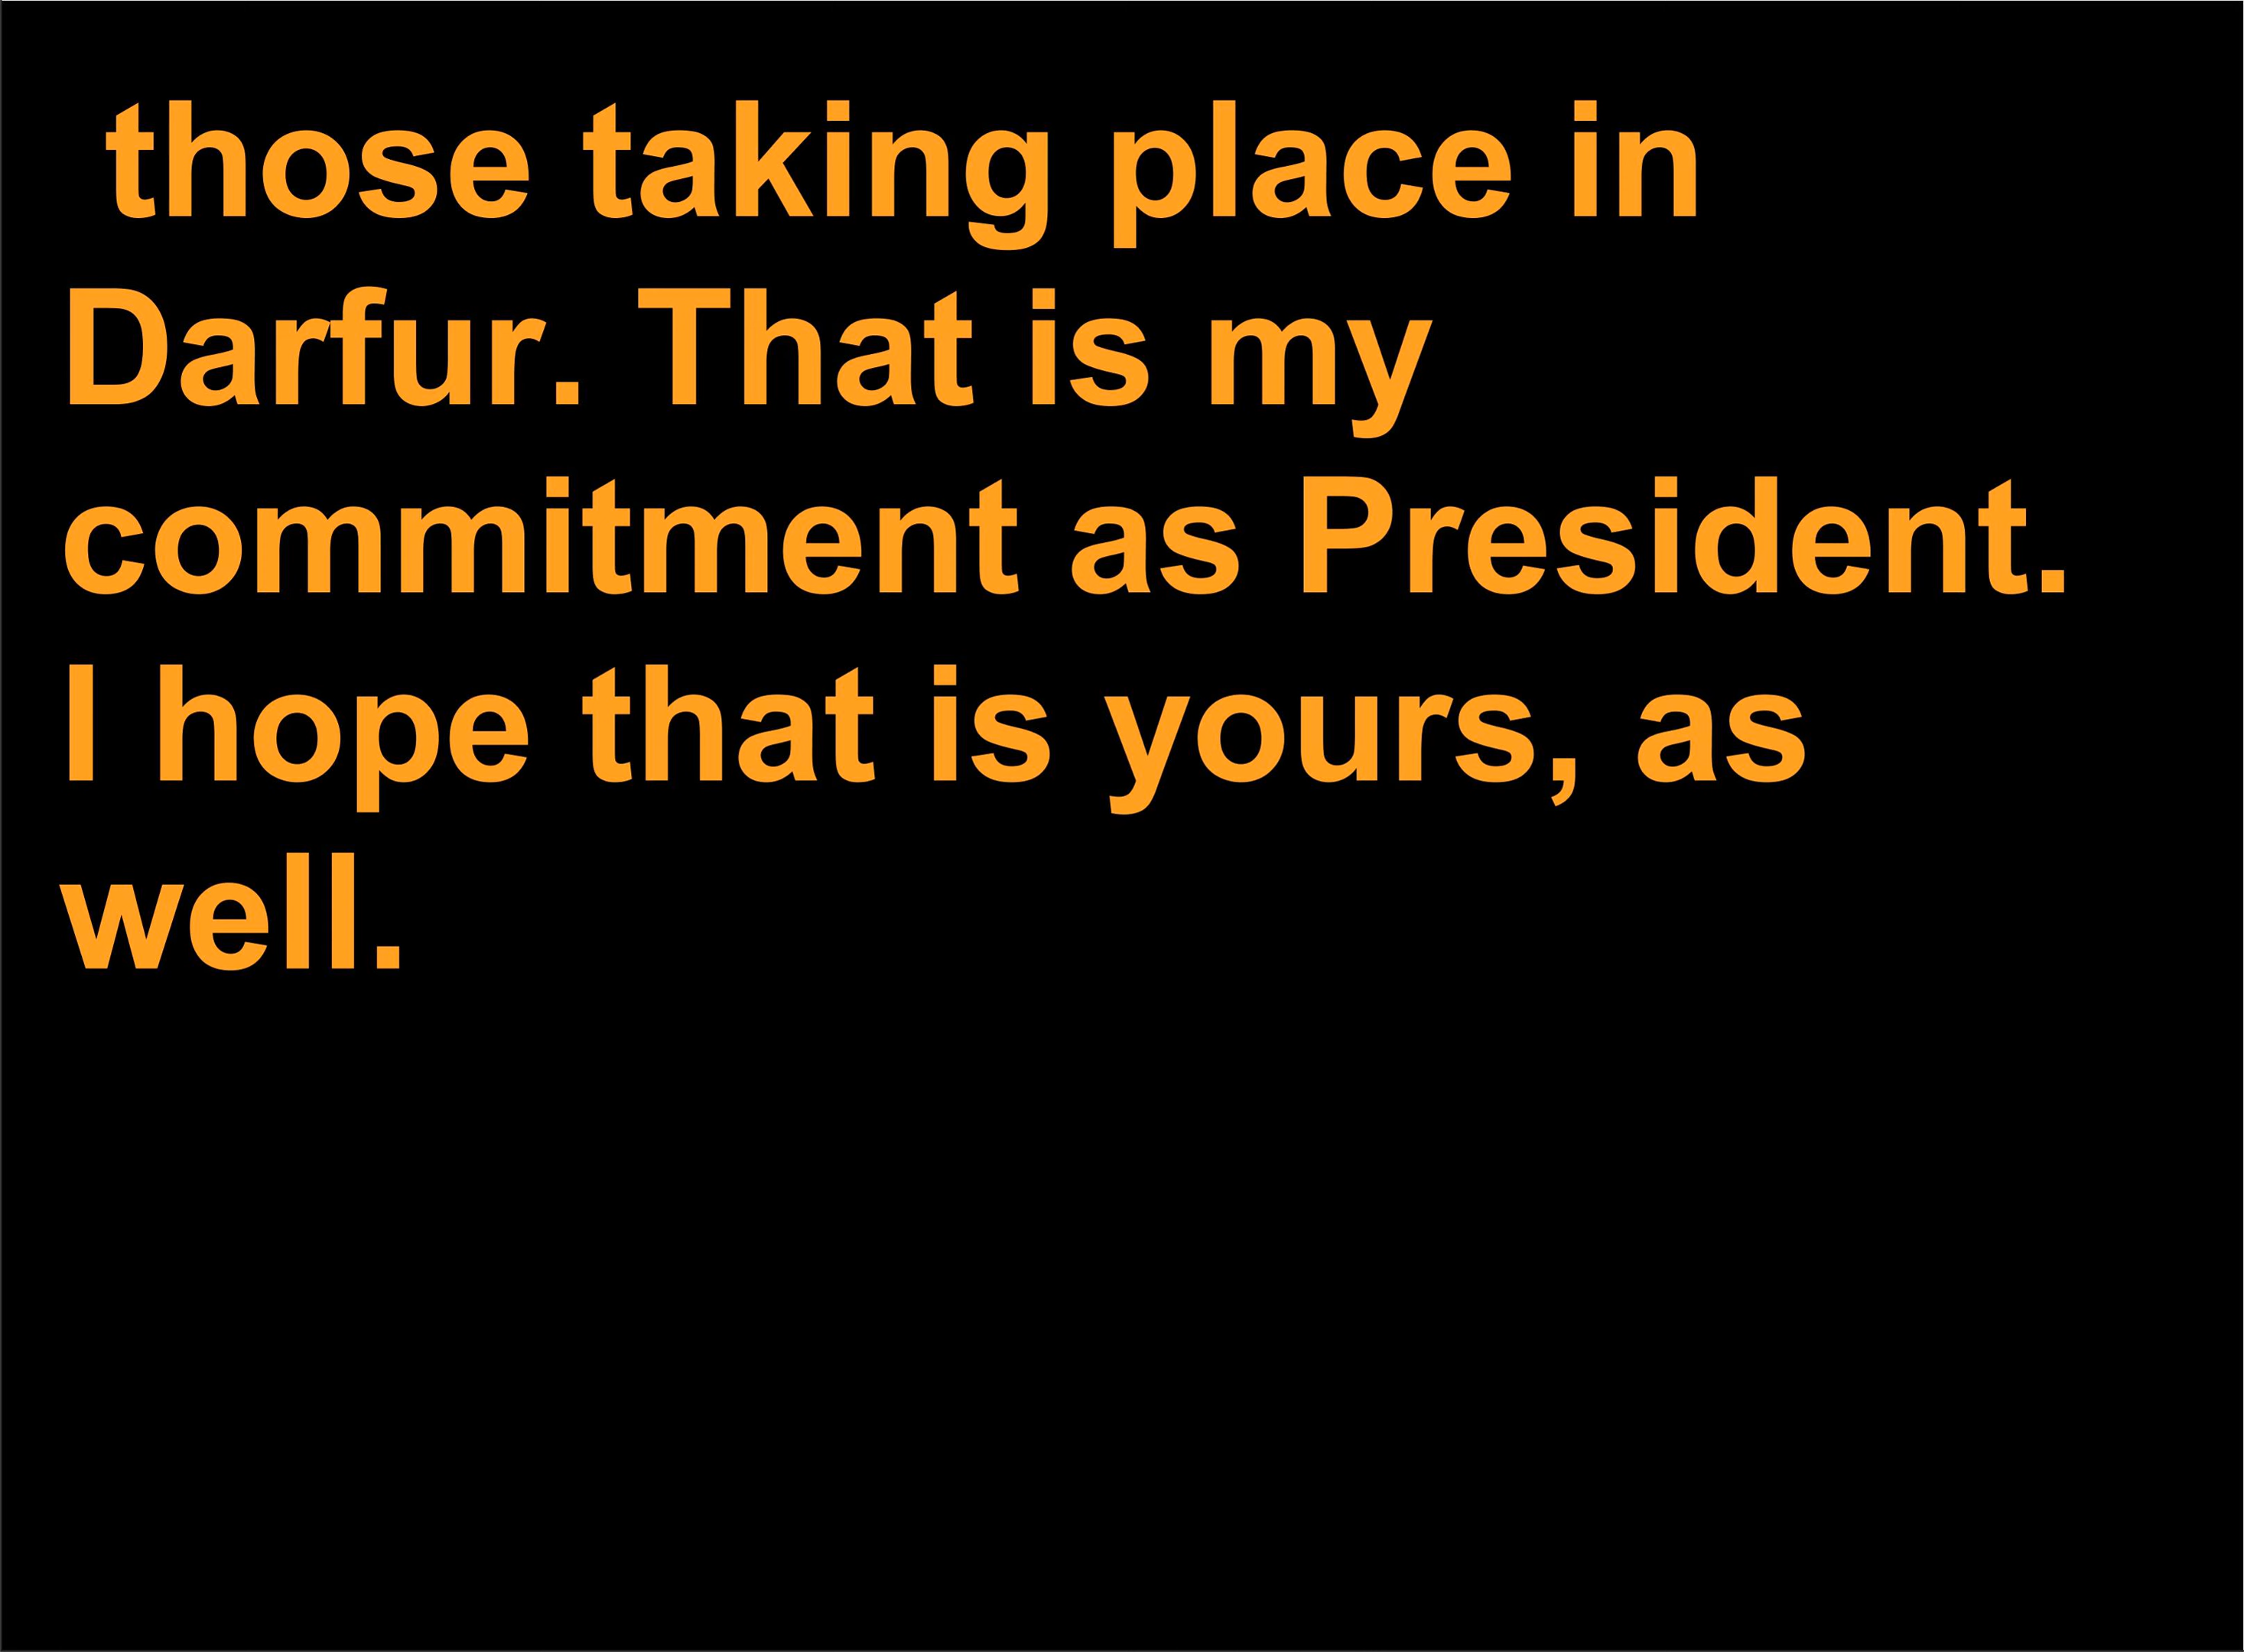 those taking place in
Darfur. That is my
commitment as President.
I hope that is yours, as
well.